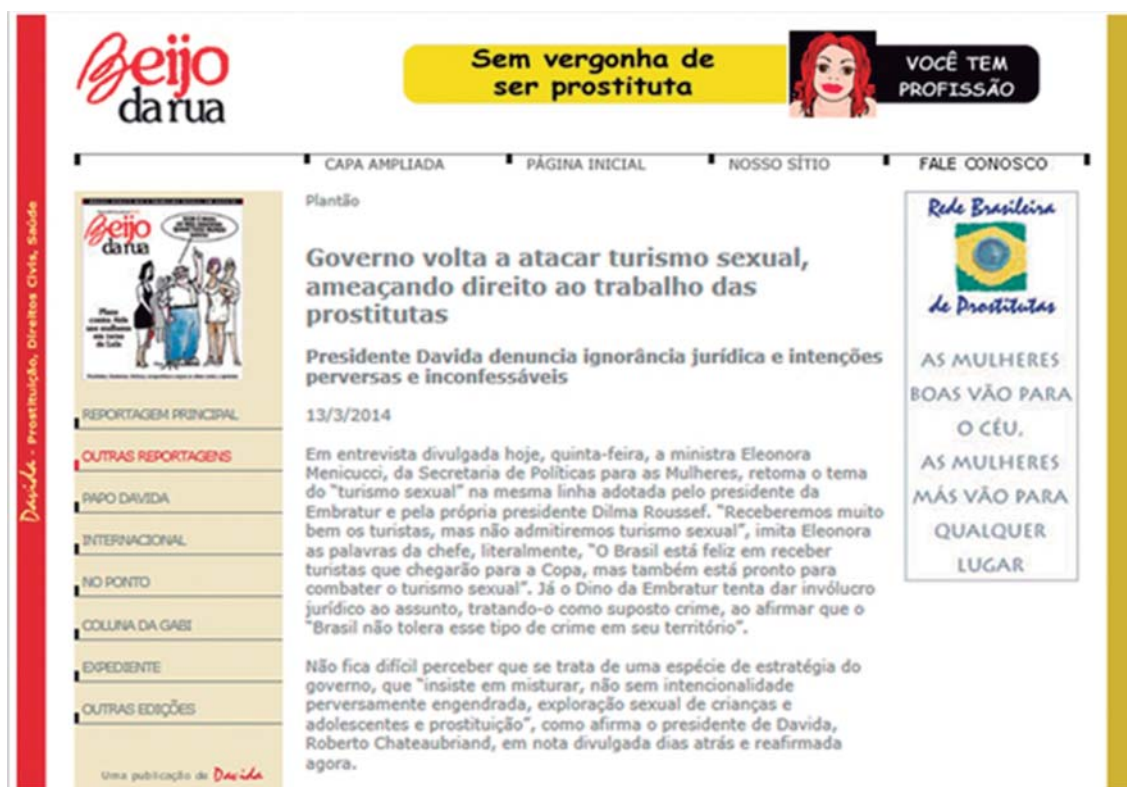 Beijo
da rua
Sem vergonha de
ser prostituta
VOCÊ TEM
PROFISSÃO
CAPA AMPLIADA
PÁGINA INICIAL
NOSSO SÍTIO
FALE CONOSCO
Davida - Prostituição, Direitos Civis, Saúde
Beijo
da rua
REPORTAGEM PRINCIPAL
OUTRAS REPORTAGENS
PAPO DAVIDA
INTERNACIONAL
NO PONTO
COLUNA DA GABI
EXPEDIENTE
OUTRAS EDIÇÕES
Uma publicação de Davida
Plantão
Governo volta a atacar turismo sexual,
ameaçando direito ao trabalho das
prostitutas
Presidente Davida denuncia ignorância jurídica e intenções
perversas e inconfessáveis
13/3/2014
Em entrevista divulgada hoje, quinta-feira, a ministra Eleonora
Menicucci, da Secretaria de Políticas para as Mulheres, retoma o tema
do "turismo sexual" na mesma linha adotada pelo presidente da
Embratur e pela própria presidente Dilma Roussef. "Receberemos muito
bem os turistas, mas não admitiremos turismo sexual", imita Eleonora
as palavras da chefe, literalmente, "O Brasil está feliz em receber
turistas que chegarão para a Copa, mas também está pronto para
combater o turismo sexual". Já o Dino da Embratur tenta dar invólucro
jurídico ao assunto, tratando-o como suposto crime, ao afirmar que o
"Brasil não tolera esse tipo de crime em seu território".
Não fica difícil perceber que se trata de uma espécie de estratégia do
governo, que "insiste em misturar, não sem intencionalidade
perversamente engendrada, exploração sexual de crianças e
adolescentes e prostituição", como afirma o presidente de Davida,
Roberto Chateaubriand, em nota divulgada dias atrás e reafirmada
agora.
Rede Brasileira
de Prostitutas
AS MULHERES
BOAS VÃO PARA
O CÉU,
AS MULHERES
MÁS VÃO PARA
QUALQUER
LUGAR